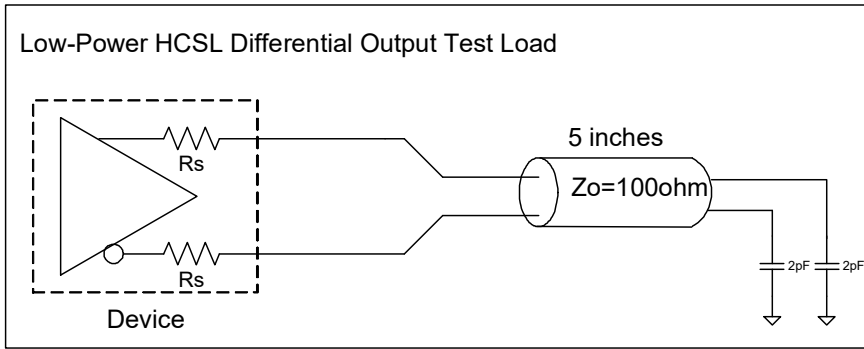 Low-Power HCSL Differential Output Test Load
Rs
Rs
Device
5 inches
Zo=100ohm
2pF
2pF